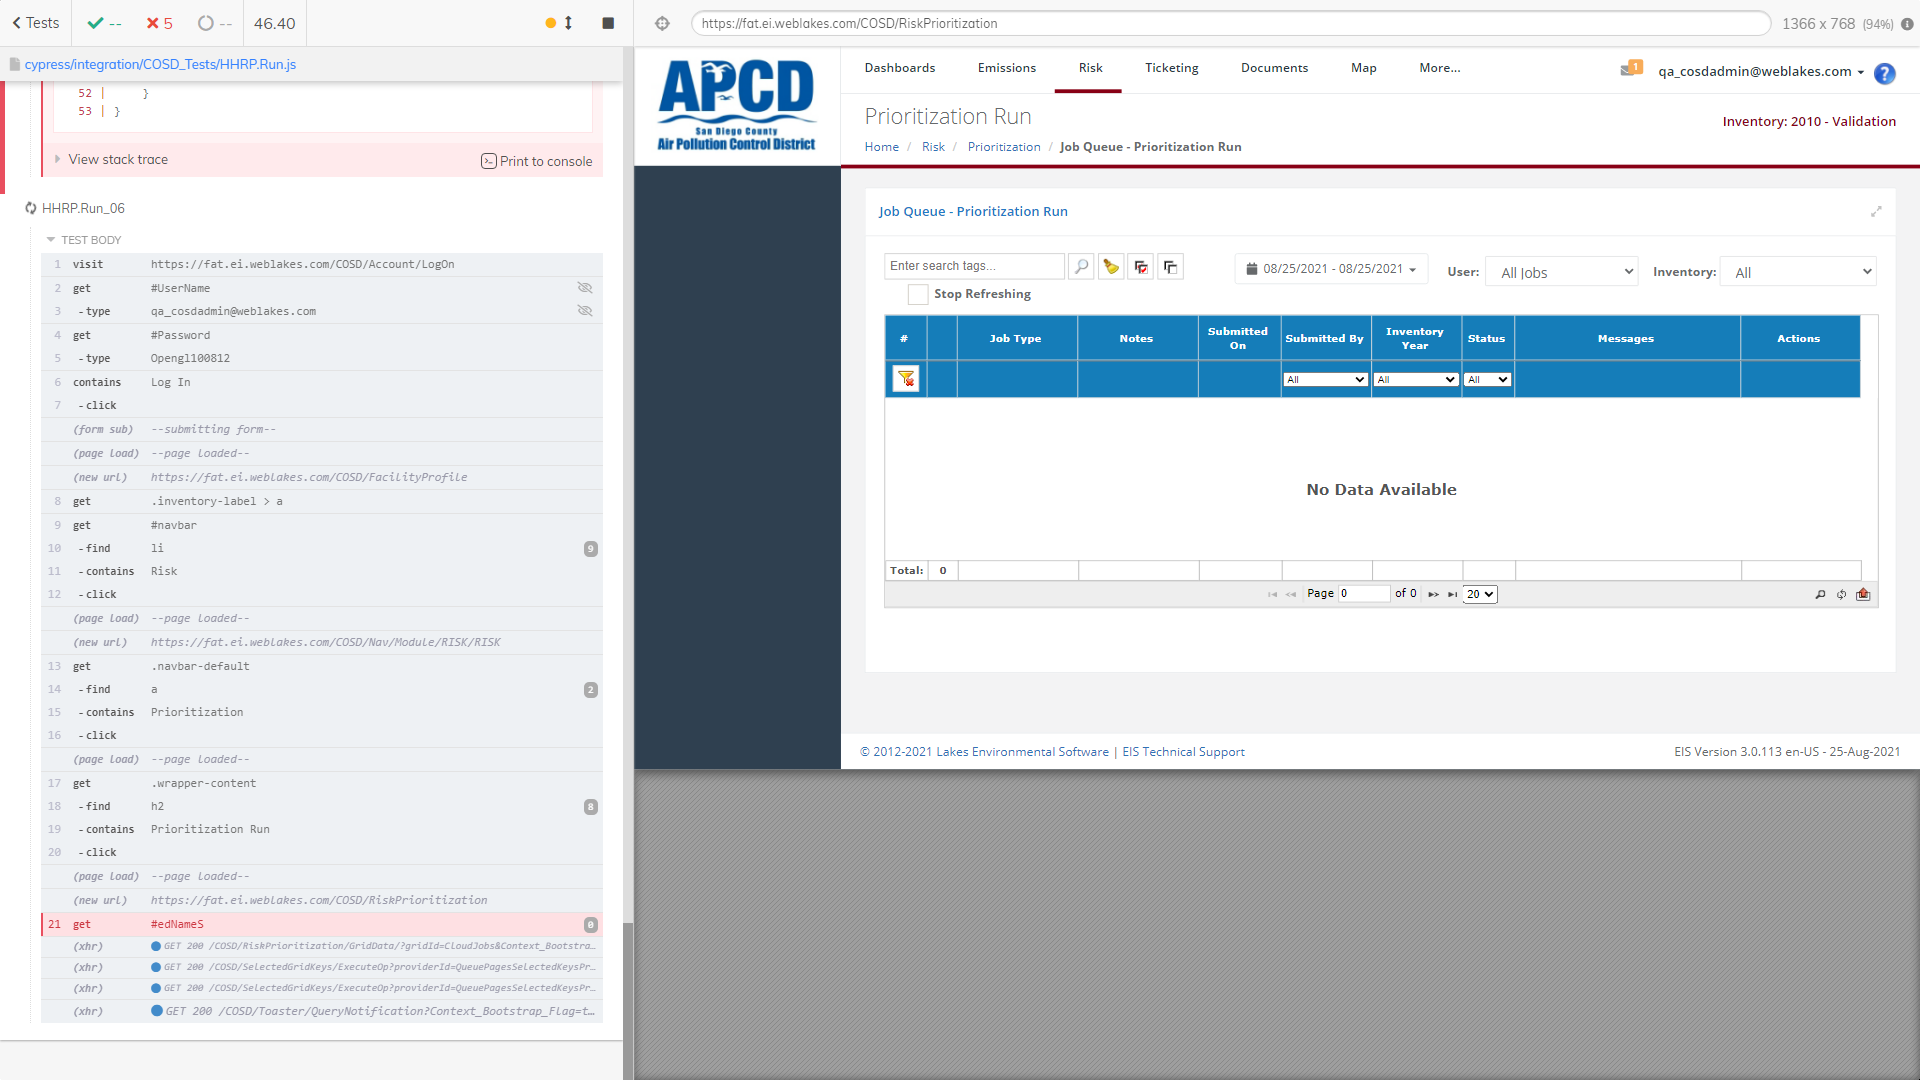 Tests
--
5
--
46.40
cypress/integration/COSD_Tests/HHRP.Run.js
52 | }
53 | }
View stack trace
Print to console
HHRP.Run_06
TEST BODY
1 visit https://fat.ei.weblakes.com/COSD/Account/LogOn
2 get #UserName
3 -type qa_cosdadmin@weblakes.com
4 get #Password
5 -type Opengl100812
6 contains Log In
7 -click
(form sub) --submitting form--
(page load) --page loaded--
(new url) https://fat.ei.weblakes.com/COSD/FacilityProfile
8 get .inventory-label > a
9 get #navbar
10 -find li 9
11 -contains Risk
12 -click
(page load) --page loaded--
(new url) https://fat.ei.weblakes.com/COSD/Nav/Module/RISK/RISK
13 get .navbar-default
14 -find a 2
15 -contains Prioritization
16 -click
(page load) --page loaded--
17 get .wrapper-content
18 -find h2 8
19 -contains Prioritization Run
20 -click
(page load) --page loaded--
(new url) https://fat.ei.weblakes.com/COSD/RiskPrioritization
21 get #edNameS 0
(xhr) GET 200 /COSD/RiskPrioritization/GridData/?gridId=CloudJobs&Context_Bootstra...
(xhr) GET 200 /COSD/SelectedGridKeys/ExecuteOp?providerId=QueuePagesSelectedKeysPr...
(xhr) GET 200 /COSD/SelectedGridKeys/ExecuteOp?providerId=QueuePagesSelectedKeysPr...
(xhr) GET 200 /COSD/Toaster/QueryNotification?Context_Bootstrap_Flag=t...
https://fat.ei.weblakes.com/COSD/RiskPrioritization
1366 x 768 (94%)
APCD
San Diego County
Air Pollution Control District
Dashboards Emissions Risk Ticketing Documents Map More...
1
qa_cosdadmin@weblakes.com
?
Prioritization Run
Inventory: 2010 - Validation
Home / Risk / Prioritization / Job Queue - Prioritization Run
Job Queue - Prioritization Run
Enter search tags...
08/25/2021 - 08/25/2021
User: All Jobs
Inventory: All
Stop Refreshing
# Job Type Notes Submitted On Submitted By Inventory Year Status Messages Actions
All All All
No Data Available
Total: 0
Page 0 of 0 20
© 2012-2021 Lakes Environmental Software | EIS Technical Support
EIS Version 3.0.113 en-US - 25-Aug-2021